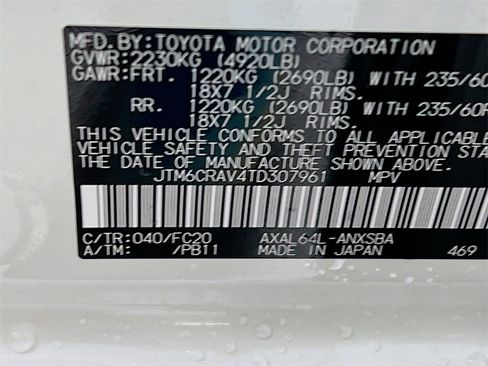 MFD.BY:TOYOTA MOTOR CORPORATION
GVWR:2230KG (4920LB)
GAWR:FRT. 1220KG (2690LB) WITH 235/60
18X7 1/2J RIMS.
RR. 1220KG (2690LB) WITH 235/60R
18X7 1/2J RIMS.
THIS VEHICLE CONFORMS TO ALL APPLICABLE
VEHICLE SAFETY AND THEFT PREVENTION STA
THE DATE OF MANUFACTURE SHOWN ABOVE.
JTM6CRAV4TD307961 MPV
C/TR:040/FC20 AXAL64L-ANXSBA
A/TM: /PB11 MADE IN JAPAN 469